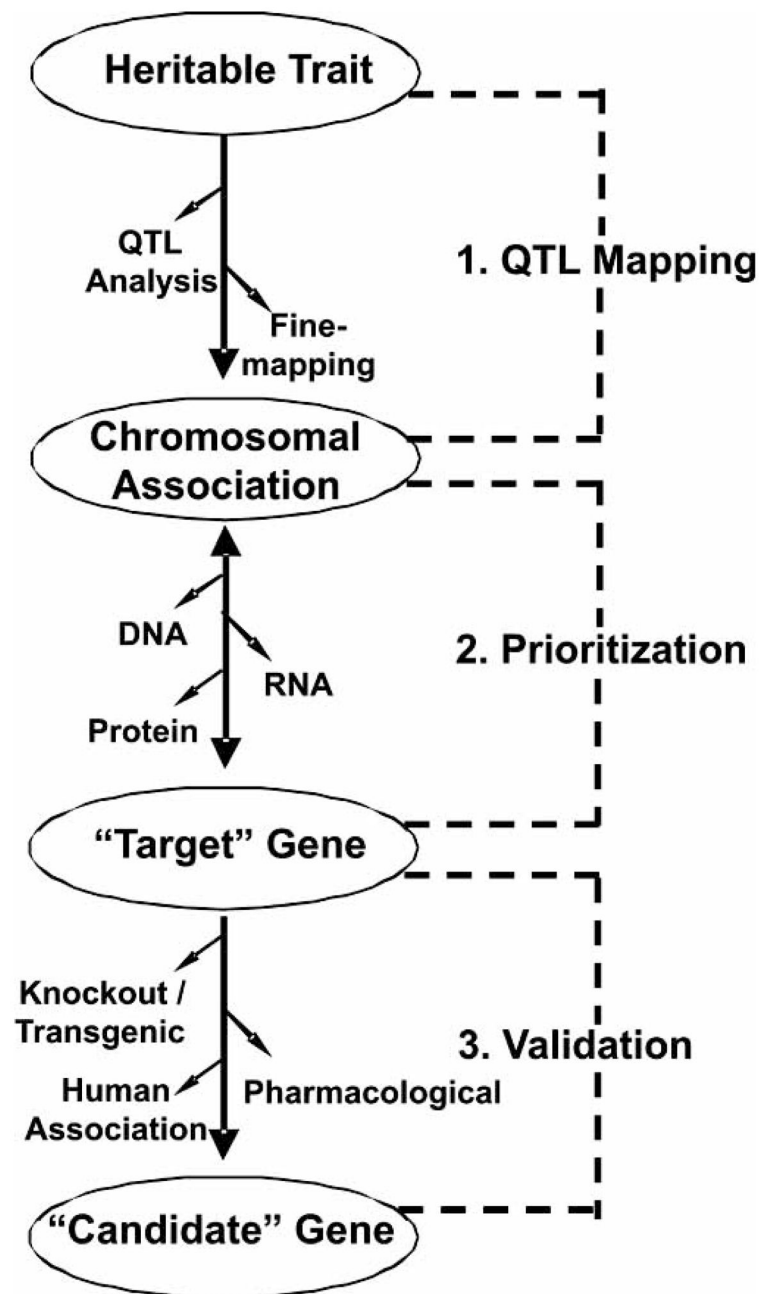 Heritable Trait
QTL
Analysis
Fine-
mapping
1. QTL Mapping
Chromosomal
Association
DNA
RNA
Protein
2. Prioritization
“Target” Gene
Knockout /
Transgenic
Pharmacological
Human
Association
3. Validation
“Candidate” Gene